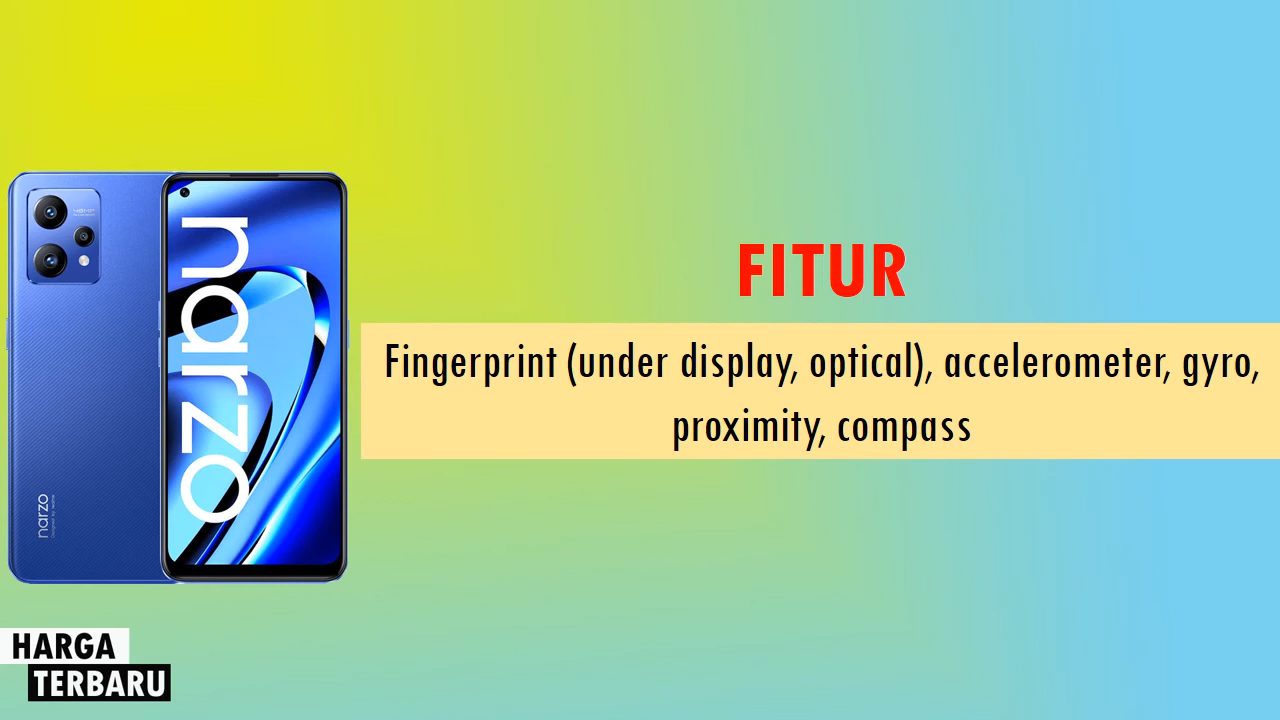 FITUR
Fingerprint (under display, optical), accelerometer, gyro,
proximity, compass
narzo
narzo
HARGA
TERBARU